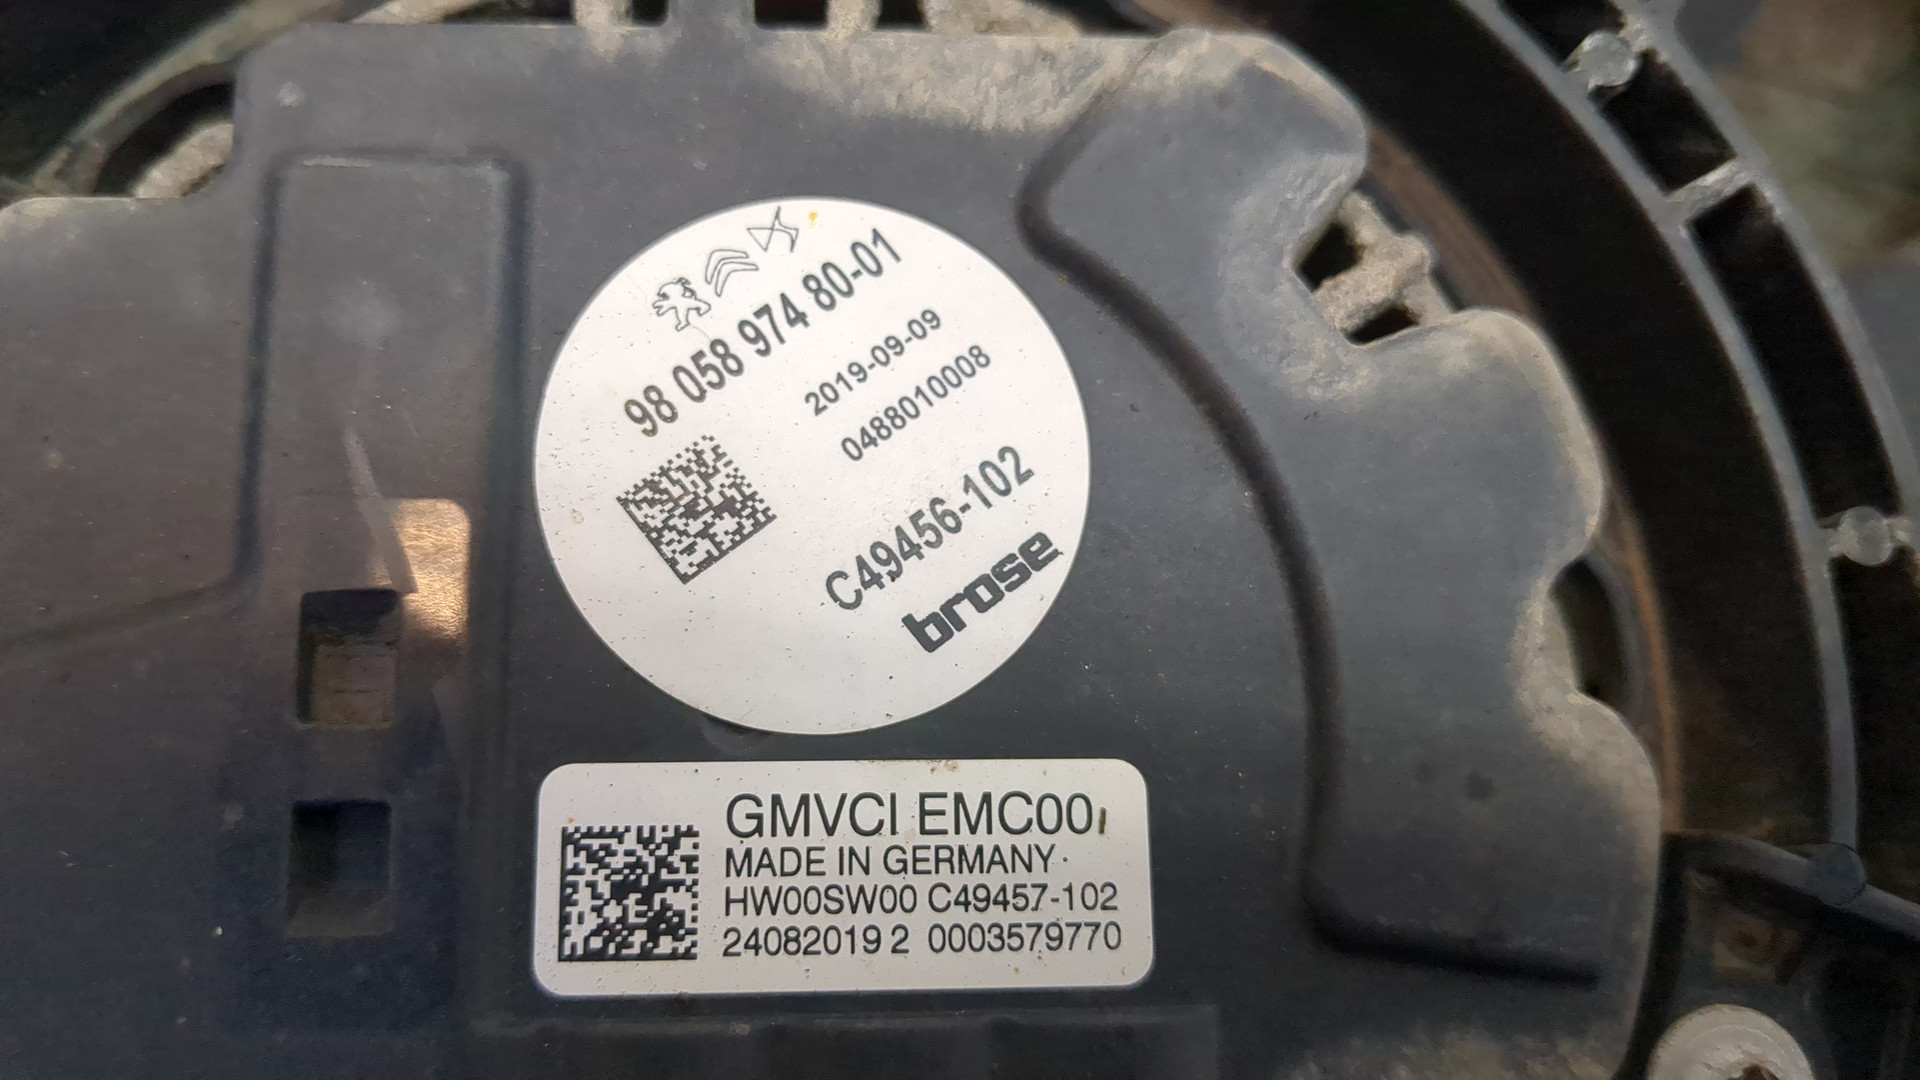 98 058 974 80-01
2019-09-09
0488010008
C49456-102
brose
GMVCI EMC00
MADE IN GERMANY
HW00SW00 C49457-102
24082019 2 0003579770